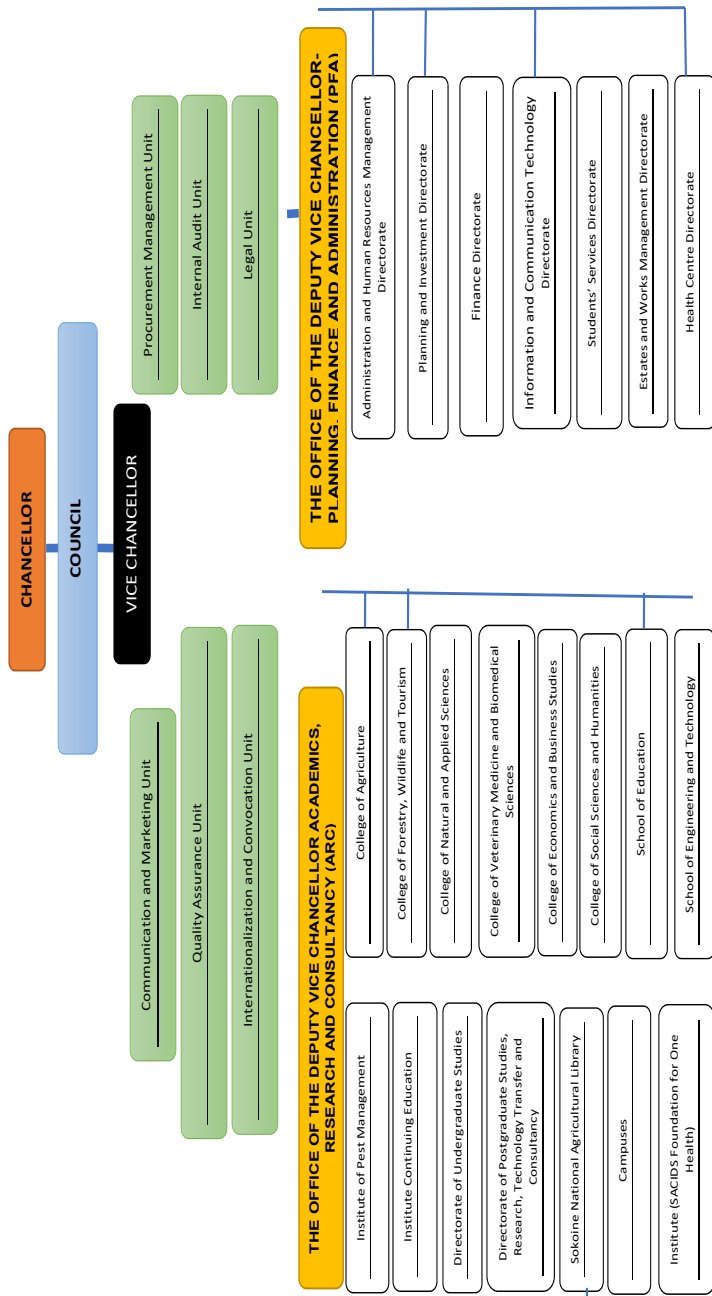 CHANCELLOR
COUNCIL
VICE CHANCELLOR
Communication and Marketing Unit
Quality Assurance Unit
Internationalization and Convocation Unit
Procurement Management Unit
Internal Audit Unit
Legal Unit
THE OFFICE OF THE DEPUTY VICE CHANCELLOR ACADEMICS,
RESEARCH AND CONSULTANCY (ARC)
Institute of Pest Management
Institute Continuing Education
Directorate of Undergraduate Studies
Directorate of Postgraduate Studies,
Research, Technology Transfer and
Consultancy
Sokoine National Agricultural Library
Campuses
Institute (SACIDS Foundation for One
Health)
College of Agriculture
College of Forestry, Wildlife and Tourism
College of Natural and Applied Sciences
College of Veterinary Medicine and Biomedical
Sciences
College of Economics and Business Studies
College of Social Sciences and Humanities
School of Education
School of Engineering and Technology
THE OFFICE OF THE DEPUTY VICE CHANCELLOR-
PLANNING. FINANCE AND ADMINISTRATION (PFA)
Administration and Human Resources Management
Directorate
Planning and Investment Directorate
Finance Directorate
Information and Communication Technology
Directorate
Students' Services Directorate
Estates and Works Management Directorate
Health Centre Directorate